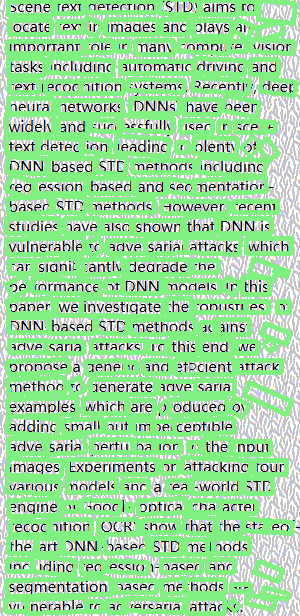 Scene text detection (STD) aims to
locate text in images and plays an
important role in many computer vision
tasks including automatic driving and
text recognition systems. Recently, deep
neural networks (DNNs) have been
widely and successfully used in scene
text detection, leading to plenty of
DNN-based STD methods including
regression-based and segmentation-
based STD methods. However, recent
studies have also shown that DNN is
vulnerable to adversarial attacks, which
can significantly degrade the
performance of DNN models. In this
paper, we investigate the robustness of
DNN-based STD methods against
adversarial attacks. To this end, we
propose a generic and efficient attack
method to generate adversarial
examples, which are produced by
adding small but imperceptible
adversarial perturbation to the input
images. Experiments on attacking four
various models and a real-world STD
engine of Google optical character
recognition (OCR) show that the state-of-
the-art DNN-based STD methods
including regression-based and
segmentation-based methods are
vulnerable to adversarial attacks.